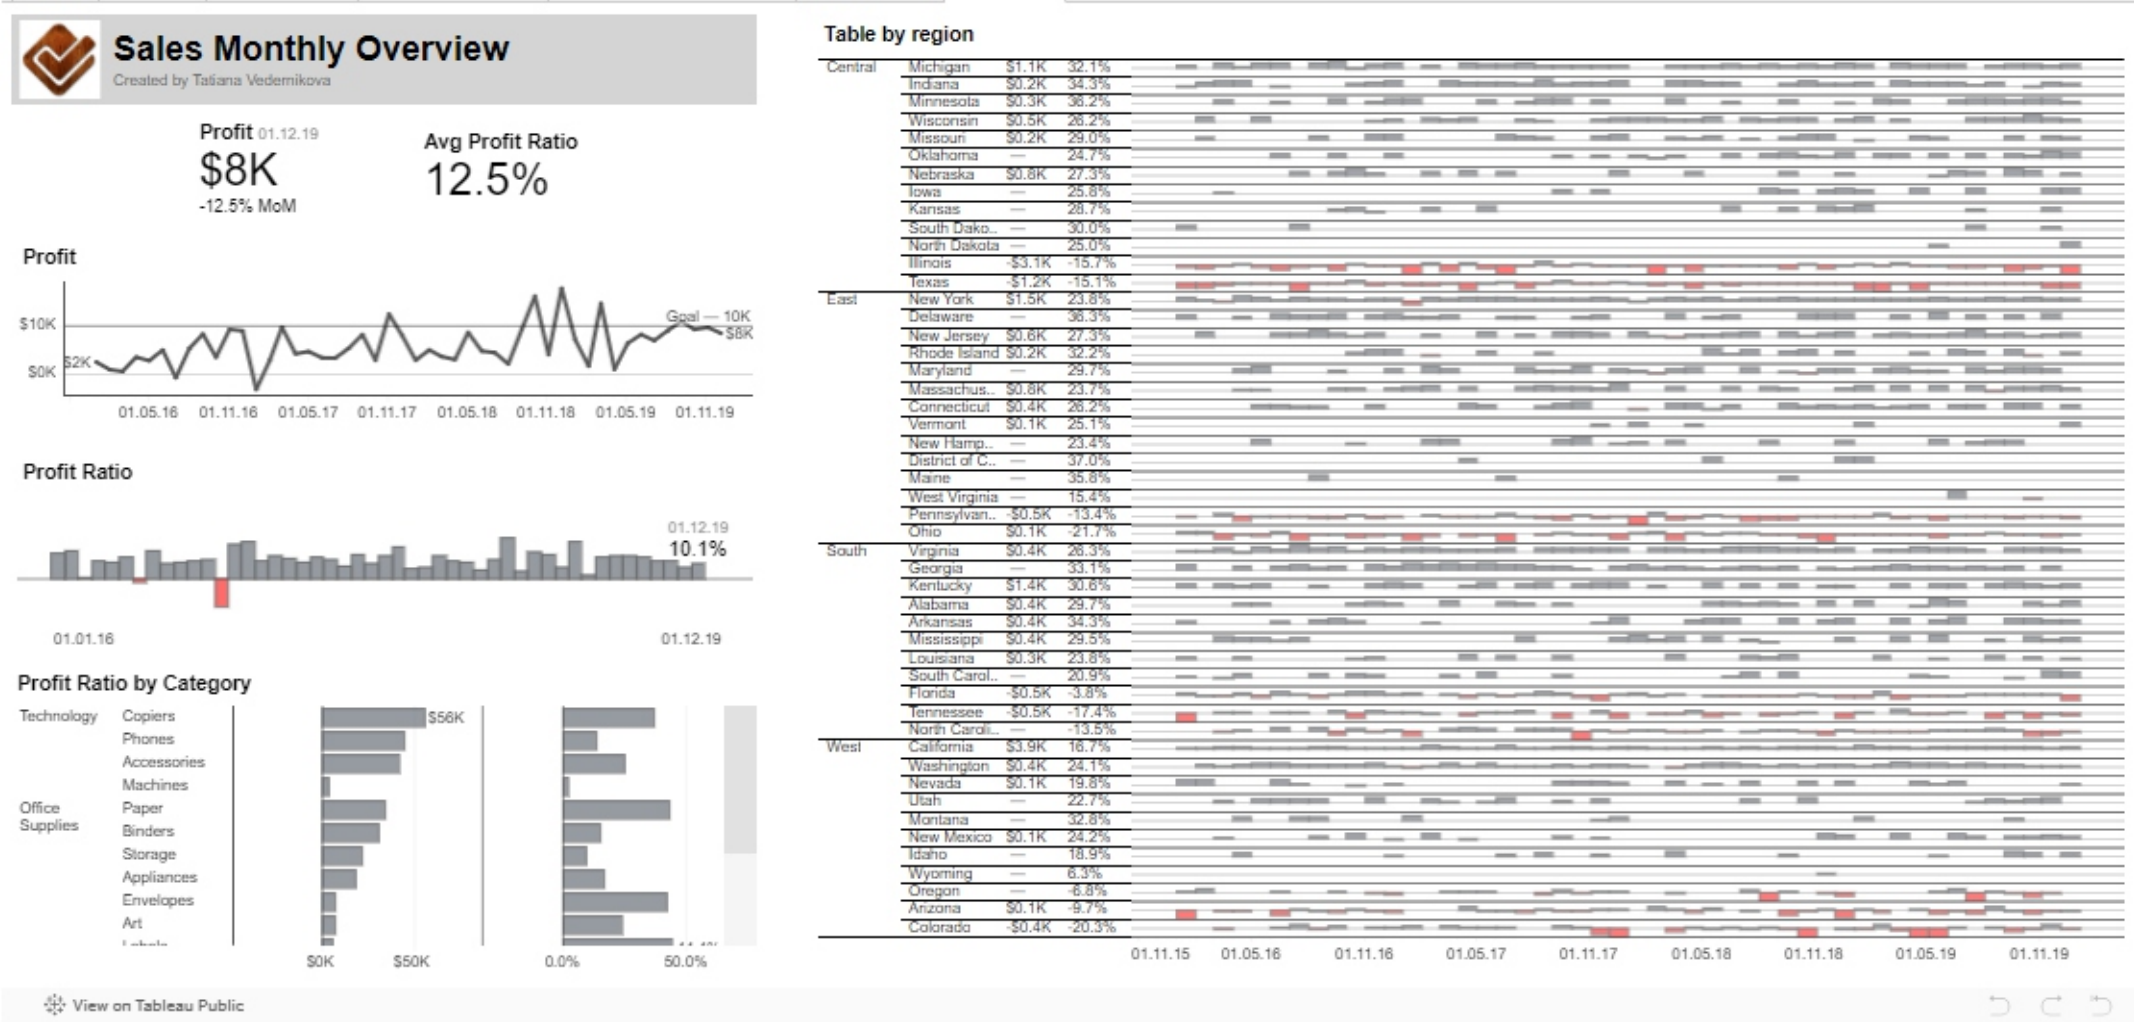 Sales Monthly Overview
Created by Tatiana Vedernikova
Profit 01.12.19
$8K
-12.5% MoM
Avg Profit Ratio
12.5%
Profit
$10K
$0K
$2K
Goal — 10K
$8K
01.05.16 01.11.16 01.05.17 01.11.17 01.05.18 01.11.18 01.05.19 01.11.19
Profit Ratio
01.12.19
10.1%
01.01.16 01.12.19
Profit Ratio by Category
Technology Copiers $56K
Phones
Accessories
Machines
Office Supplies Paper
Binders
Storage
Appliances
Envelopes
Art
Labels
$0K $50K 0.0% 50.0%
Table by region
Central Michigan $1.1K 32.1%
Indiana $0.2K 34.3%
Minnesota $0.3K 36.2%
Wisconsin $0.5K 26.2%
Missouri $0.2K 29.0%
Oklahoma — 24.7%
Nebraska $0.8K 27.3%
Iowa — 25.8%
Kansas — 28.7%
South Dako.. — 30.0%
North Dakota — 25.0%
Illinois -$3.1K -15.7%
Texas -$1.2K -15.1%
East New York $1.5K 23.8%
Delaware — 36.3%
New Jersey $0.6K 27.3%
Rhode Island $0.2K 32.2%
Maryland — 29.7%
Massachus.. $0.8K 23.7%
Connecticut $0.4K 26.2%
Vermont $0.1K 25.1%
New Hamp.. — 23.4%
District of C.. — 37.0%
Maine — 35.8%
West Virginia — 15.4%
Pennsylvan.. -$0.5K -13.4%
Ohio $0.1K -21.7%
South Virginia $0.4K 26.3%
Georgia — 33.1%
Kentucky $1.4K 30.6%
Alabama $0.4K 29.7%
Arkansas $0.4K 34.3%
Mississippi $0.4K 29.5%
Louisiana $0.3K 23.8%
South Carol.. — 20.9%
Florida -$0.5K -3.8%
Tennessee -$0.5K -17.4%
North Caroli.. — -13.5%
West California $3.9K 16.7%
Washington $0.4K 24.1%
Nevada $0.1K 19.8%
Utah — 22.7%
Montana — 32.8%
New Mexico $0.1K 24.2%
Idaho — 18.9%
Wyoming — 6.3%
Oregon — -6.8%
Arizona $0.1K -9.7%
Colorado -$0.4K -20.3%
01.11.15 01.05.16 01.11.16 01.05.17 01.11.17 01.05.18 01.11.18 01.05.19 01.11.19
View on Tableau Public